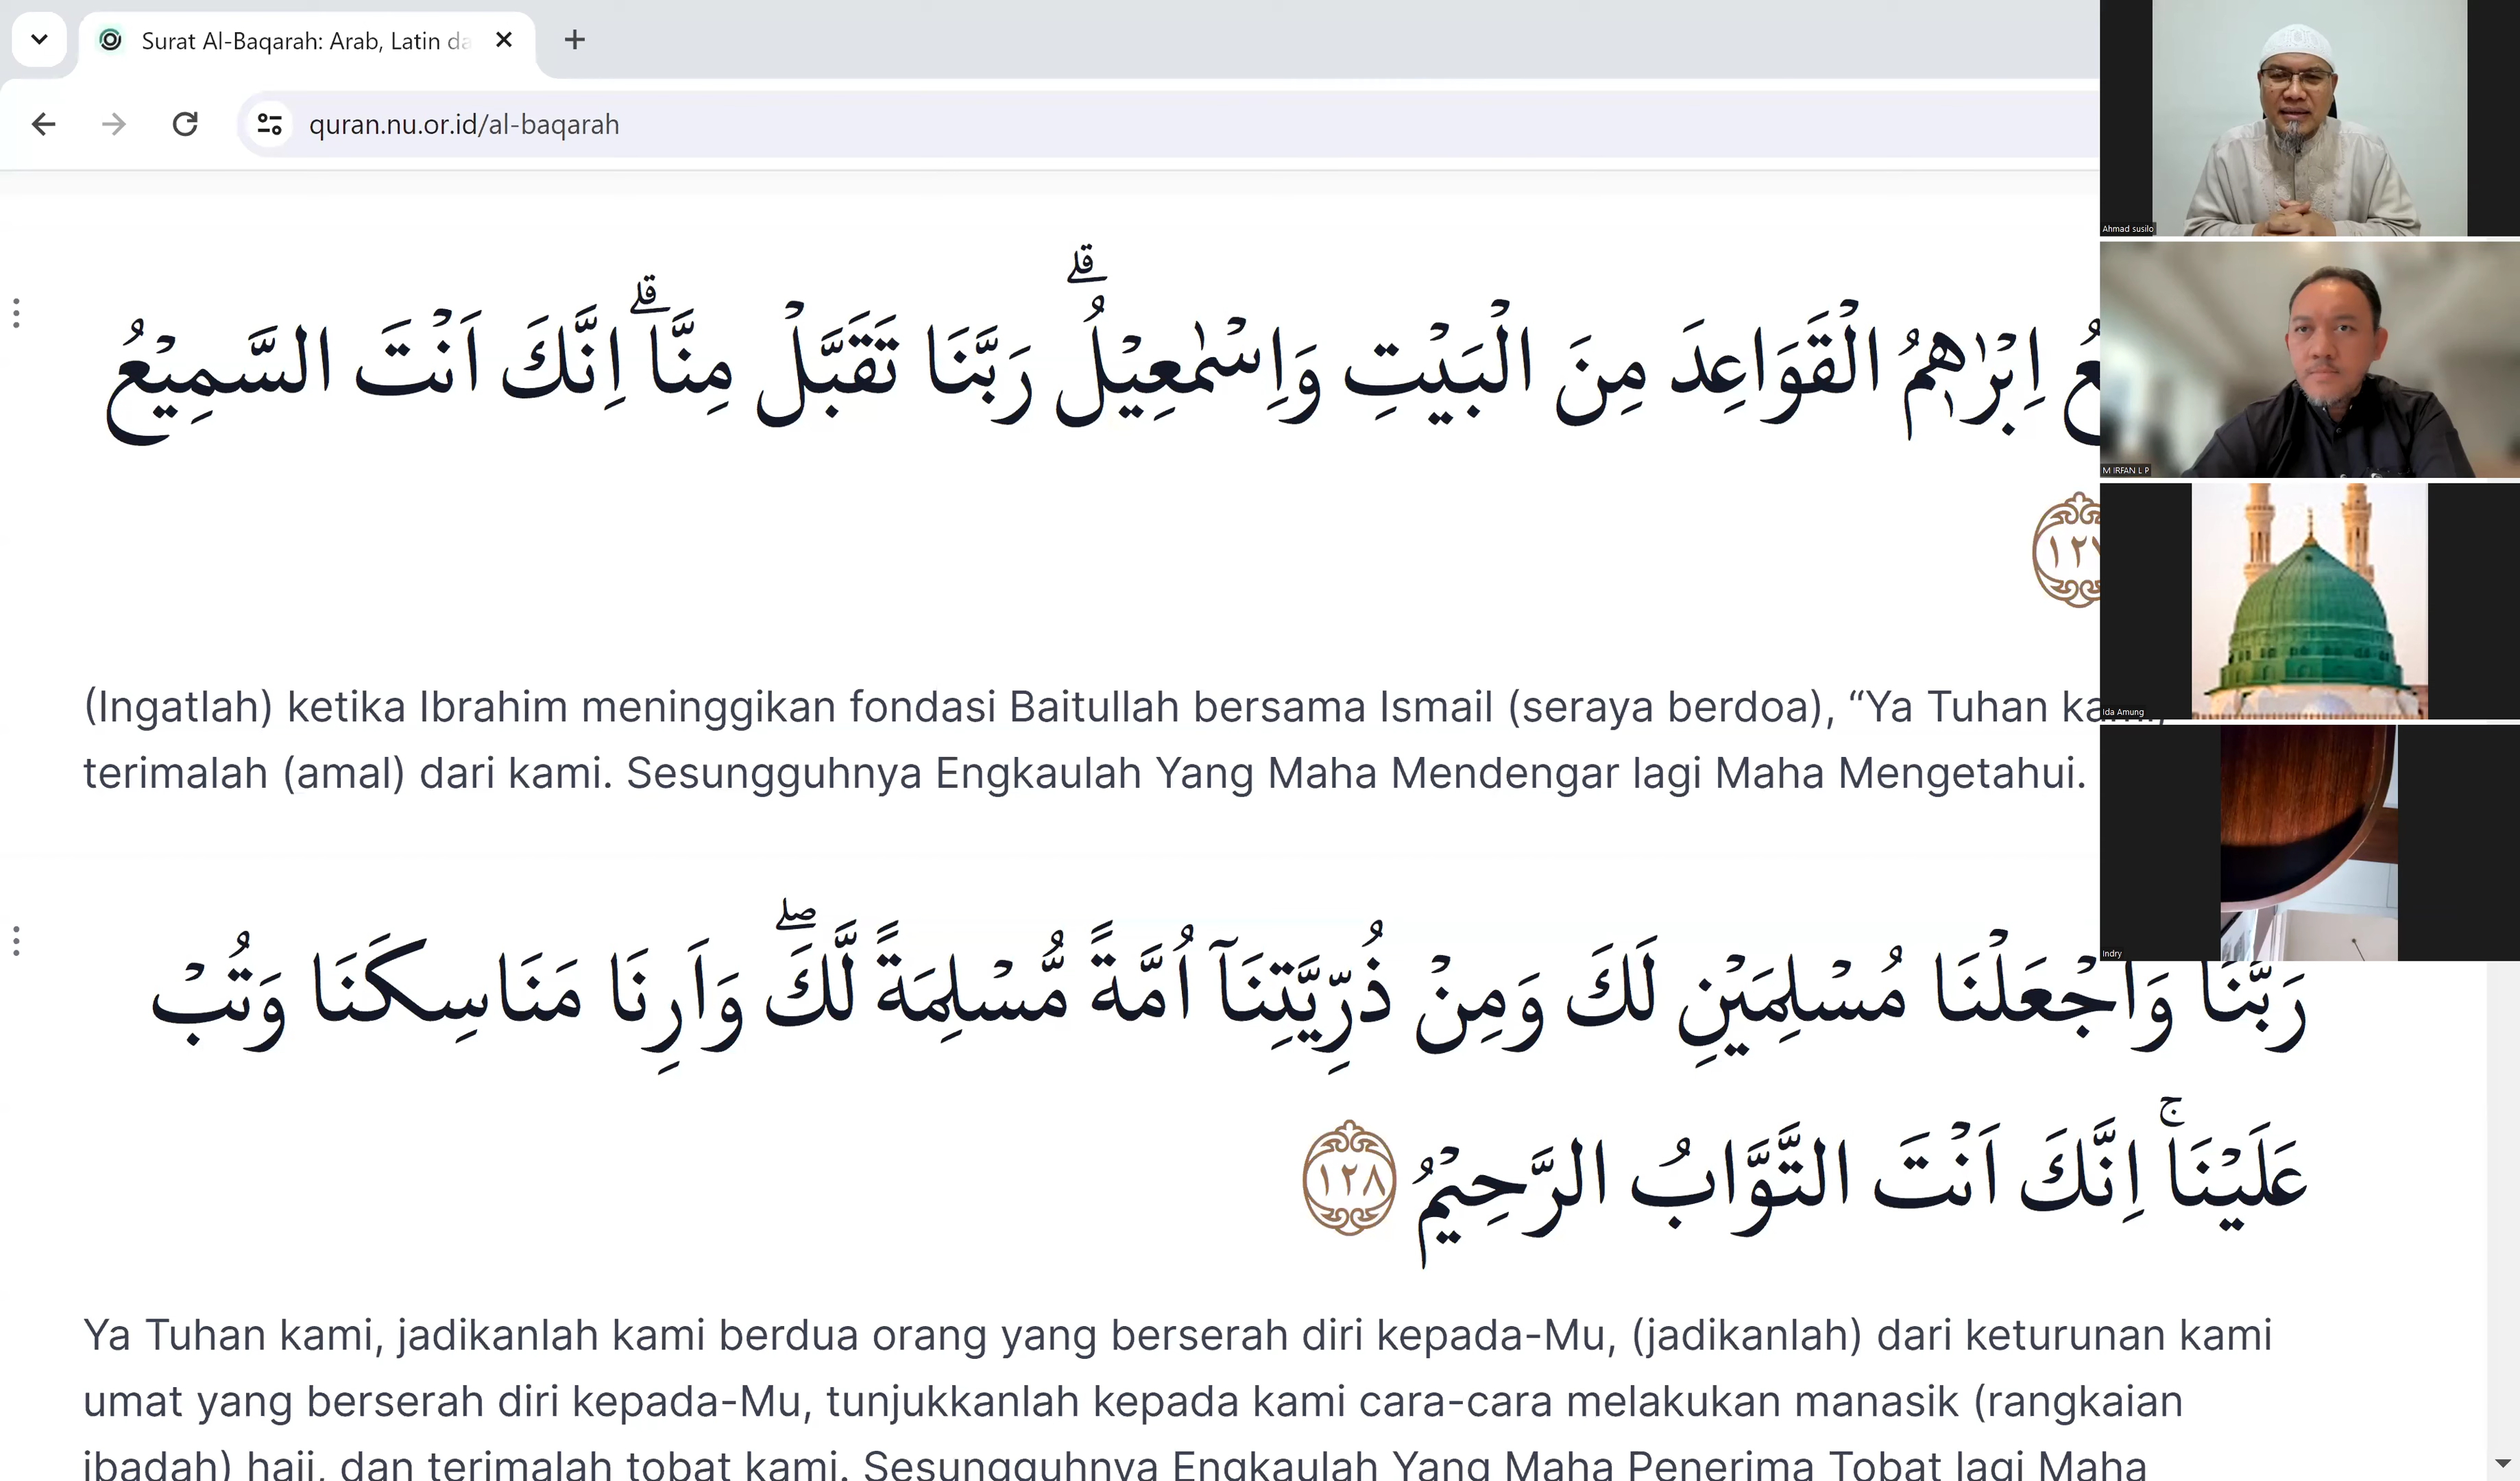 Surat Al-Baqarah: Arab, Latin da
quran.nu.or.id/al-baqarah
اِبْرٰهٖمُ الْقَوَاعِدَ مِنَ الْبَيْتِ وَاِسْمٰعِيْلُۗ رَبَّنَا تَقَبَّلْ مِنَّاۗ اِنَّكَ اَنْتَ السَّمِيْعُ
(Ingatlah) ketika Ibrahim meninggikan fondasi Baitullah bersama Ismail (seraya berdoa), “Ya Tuhan
terimalah (amal) dari kami. Sesungguhnya Engkaulah Yang Maha Mendengar lagi Maha Mengetahui.
رَبَّنَا وَاجْعَلْنَا مُسْلِمَيْنِ لَكَ وَمِنْ ذُرِّيَّتِنَآ اُمَّةً مُّسْلِمَةً لَّكَۖ وَاَرِنَا مَنَاسِكَنَا وَتُبْ
عَلَيْنَاۚ اِنَّكَ اَنْتَ التَّوَّابُ الرَّحِيْمُ ١٢٨
Ya Tuhan kami, jadikanlah kami berdua orang yang berserah diri kepada-Mu, (jadikanlah) dari keturunan kami
umat yang berserah diri kepada-Mu, tunjukkanlah kepada kami cara-cara melakukan manasik (rangkaian
ibadah) haji, dan terimalah tobat kami. Sesungguhnya Engkaulah Yang Maha Penerima Tobat lagi Maha
Ahmad susilo
M IRFAN L P
Ida Amung
Indry